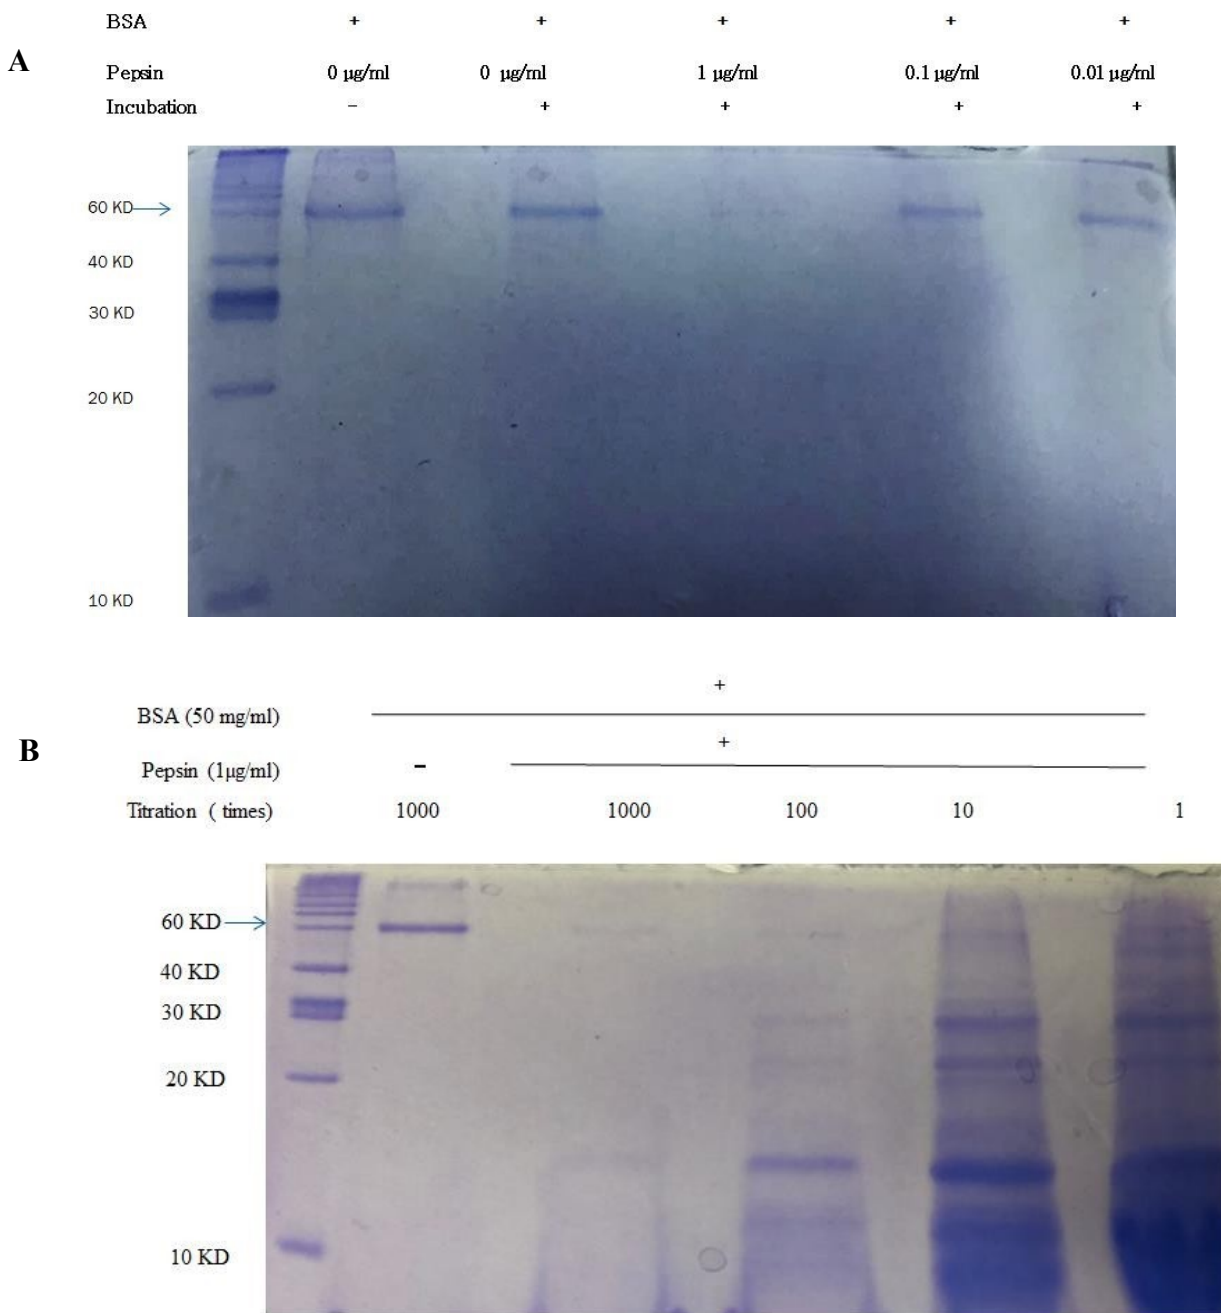 BSA + + + + +
A
Pepsin 0 µg/ml 0 µg/ml 1 µg/ml 0.1 µg/ml 0.01 µg/ml
Incubation - + + + +
60 KD
40 KD
30 KD
20 KD
10 KD
+
BSA (50 mg/ml)
+
B
Pepsin (1µg/ml) -
Titration ( times) 1000 1000 100 10 1
60 KD
40 KD
30 KD
20 KD
10 KD